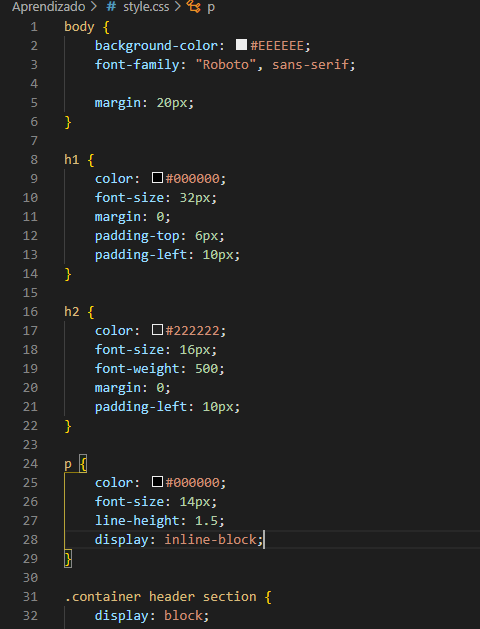 Aprendizado > # style.css > p
1 body {
2 background-color: #EEEEEE;
3 font-family: "Roboto", sans-serif;
4
5 margin: 20px;
6 }
7
8 h1 {
9 color: #000000;
10 font-size: 32px;
11 margin: 0;
12 padding-top: 6px;
13 padding-left: 10px;
14 }
15
16 h2 {
17 color: #222222;
18 font-size: 16px;
19 font-weight: 500;
20 margin: 0;
21 padding-left: 10px;
22 }
23
24 p {
25 color: #000000;
26 font-size: 14px;
27 line-height: 1.5;
28 display: inline-block;
29 }
30
31 .container header section {
32 display: block;